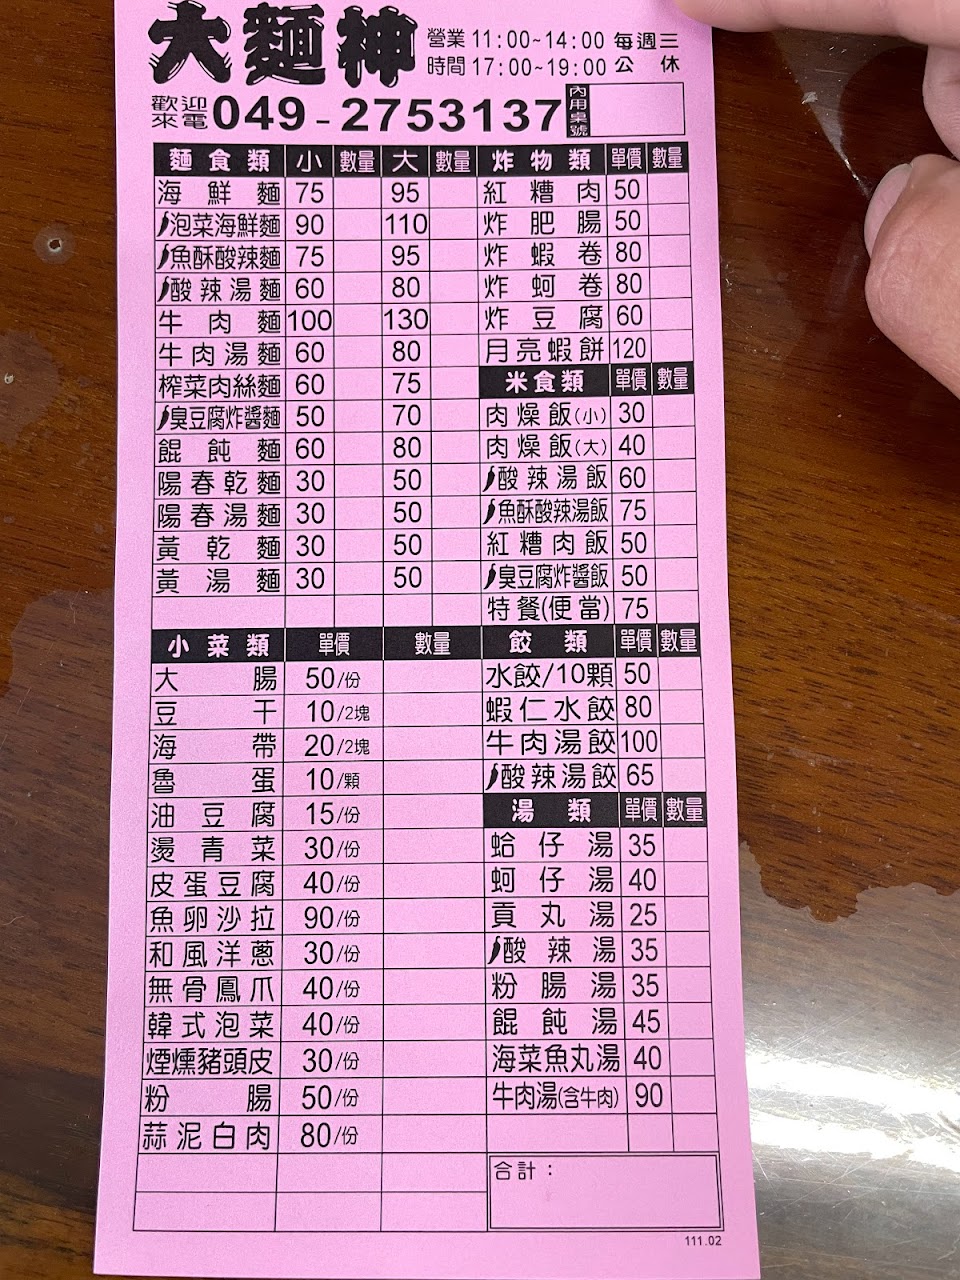 大麵神
營業時間 11:00~14:00 17:00~19:00 每週三公休
歡迎來電 049-2753137 內用桌號
麵食類 小 數量 大 數量
海鮮麵 75 95
泡菜海鮮麵 90 110
魚酥酸辣麵 75 95
酸辣湯麵 60 80
牛肉麵 100 130
牛肉湯麵 60 80
榨菜肉絲麵 60 75
臭豆腐炸醬麵 50 70
餛飩麵 60 80
陽春乾麵 30 50
陽春湯麵 30 50
黃乾麵 30 50
黃湯麵 30 50
炸物類 單價 數量
紅糟肉 50
炸肥腸 50
炸蝦卷 80
炸蚵卷 80
炸豆腐 60
月亮蝦餅 120
米食類 單價 數量
肉燥飯(小) 30
肉燥飯(大) 40
酸辣湯飯 60
魚酥酸辣湯飯 75
紅糟肉飯 50
臭豆腐炸醬飯 50
特餐(便當) 75
小菜類 單價 數量
大腸 50/份
豆干 10/2塊
海帶 20/2塊
魯蛋 10/顆
油豆腐 15/份
燙青菜 30/份
皮蛋豆腐 40/份
魚卵沙拉 90/份
和風洋蔥 30/份
無骨鳳爪 40/份
韓式泡菜 40/份
煙燻豬頭皮 30/份
粉腸 50/份
蒜泥白肉 80/份
餃類 單價 數量
水餃/10顆 50
蝦仁水餃 80
牛肉湯餃 100
酸辣湯餃 65
湯類 單價 數量
蛤仔湯 35
蚵仔湯 40
貢丸湯 25
酸辣湯 35
粉腸湯 35
餛飩湯 45
海菜魚丸湯 40
牛肉湯(含牛肉) 90
合計：
111.02